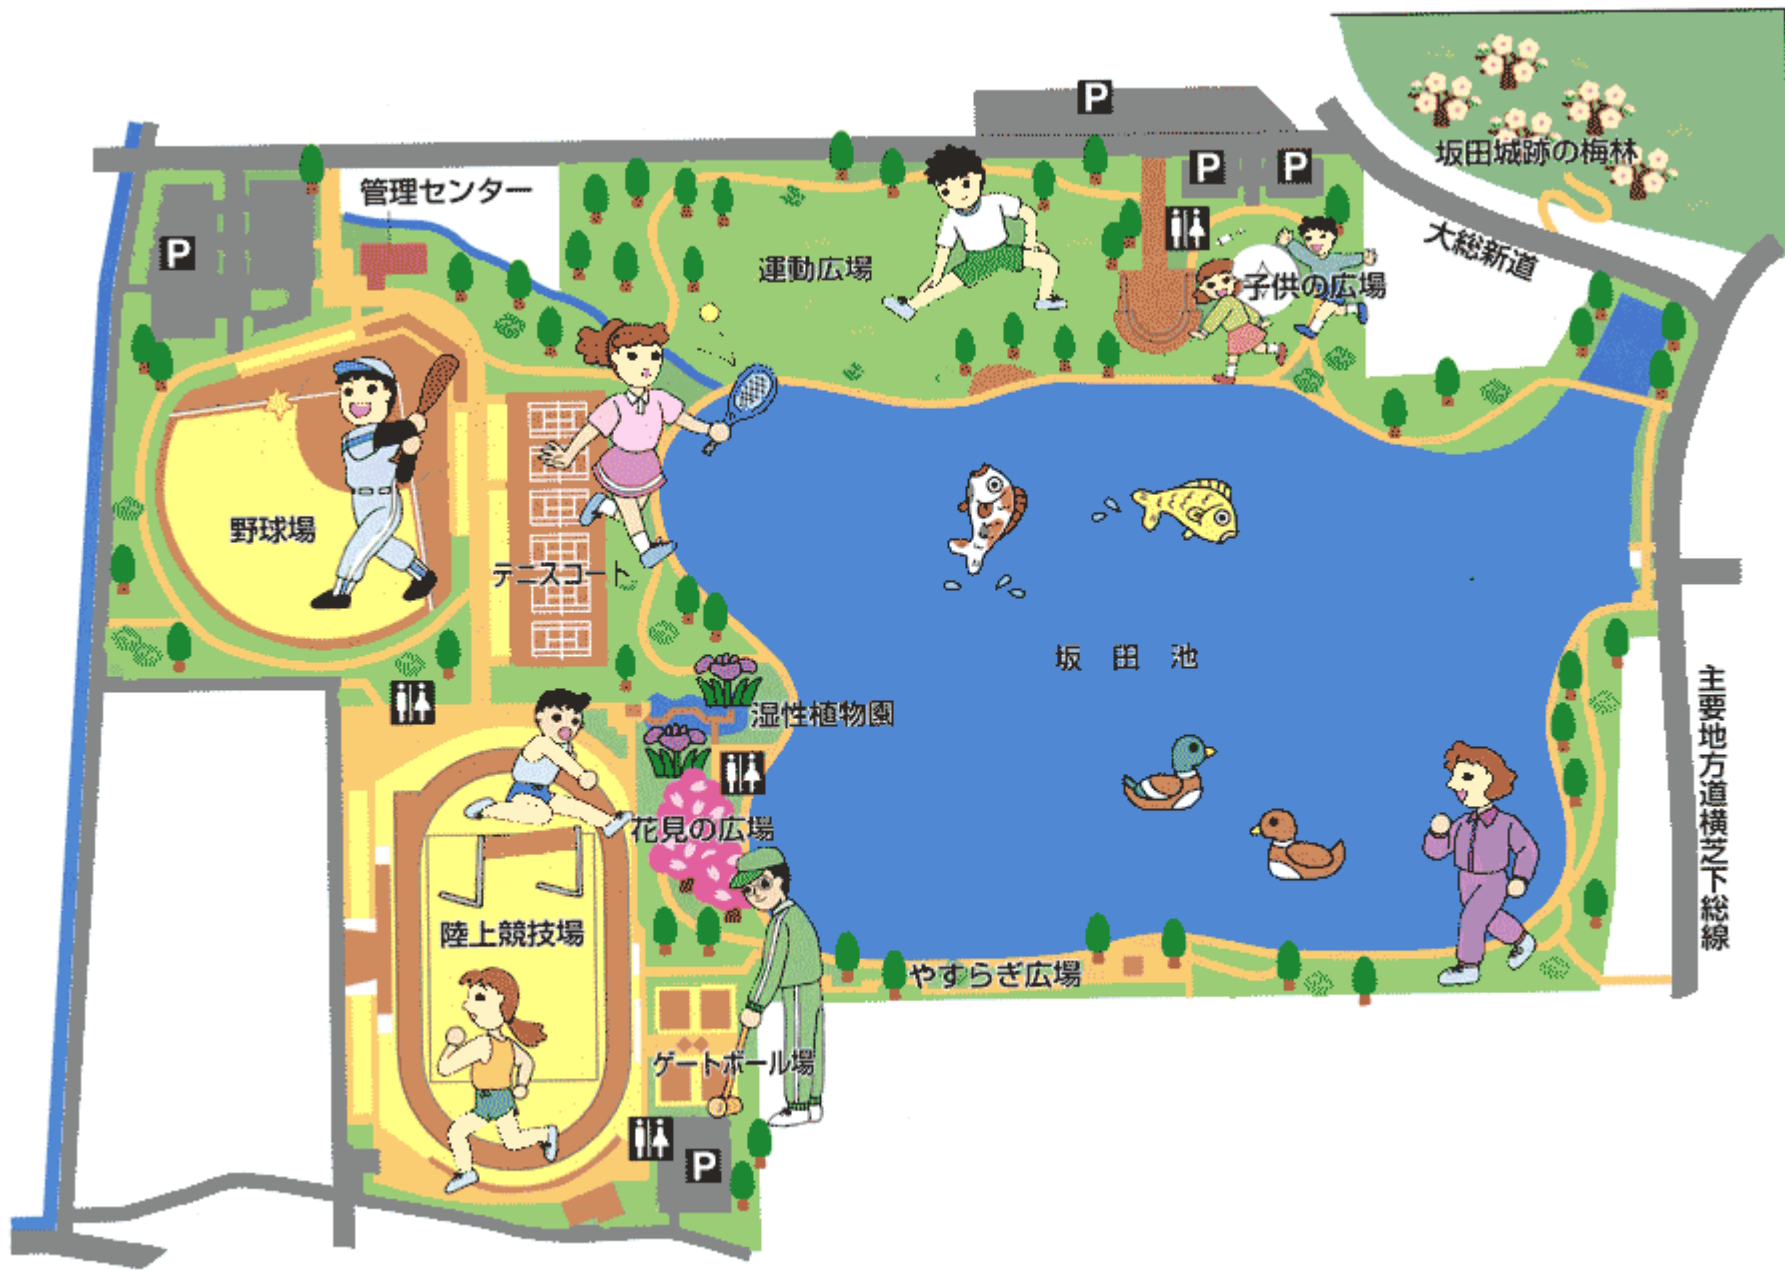 P
坂田城跡の梅林
P
P
管理センター
P
運動広場
大総新道
子供の広場
野球場
テニスコート
坂田池
湿性植物園
主要地方道横芝下総線
花見の広場
陸上競技場
やすらぎ広場
ゲートボール場
P